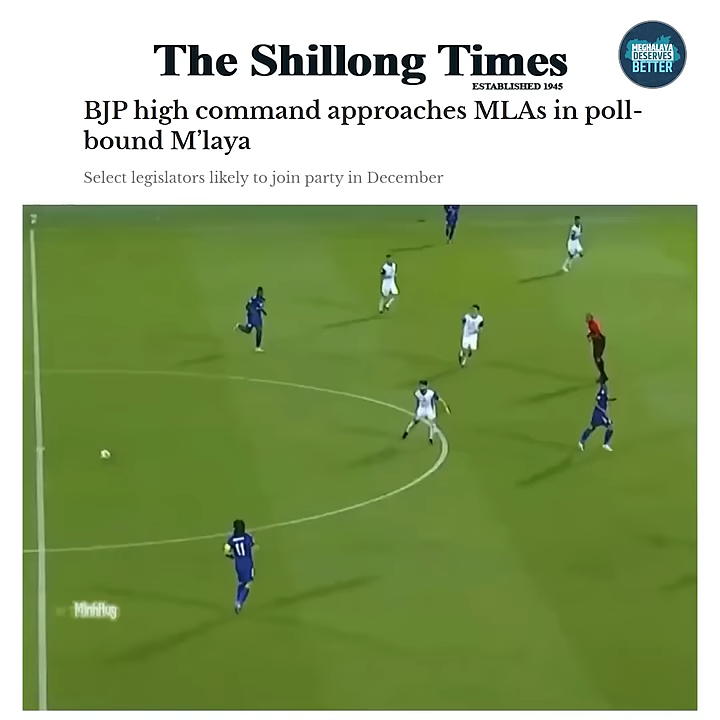 The Shillong Times
ESTABLISHED 1945
MEGHALAYA
DESERVES
BETTER
BJP high command approaches MLAs in poll-
bound M’laya
Select legislators likely to join party in December
11
MinhHuy